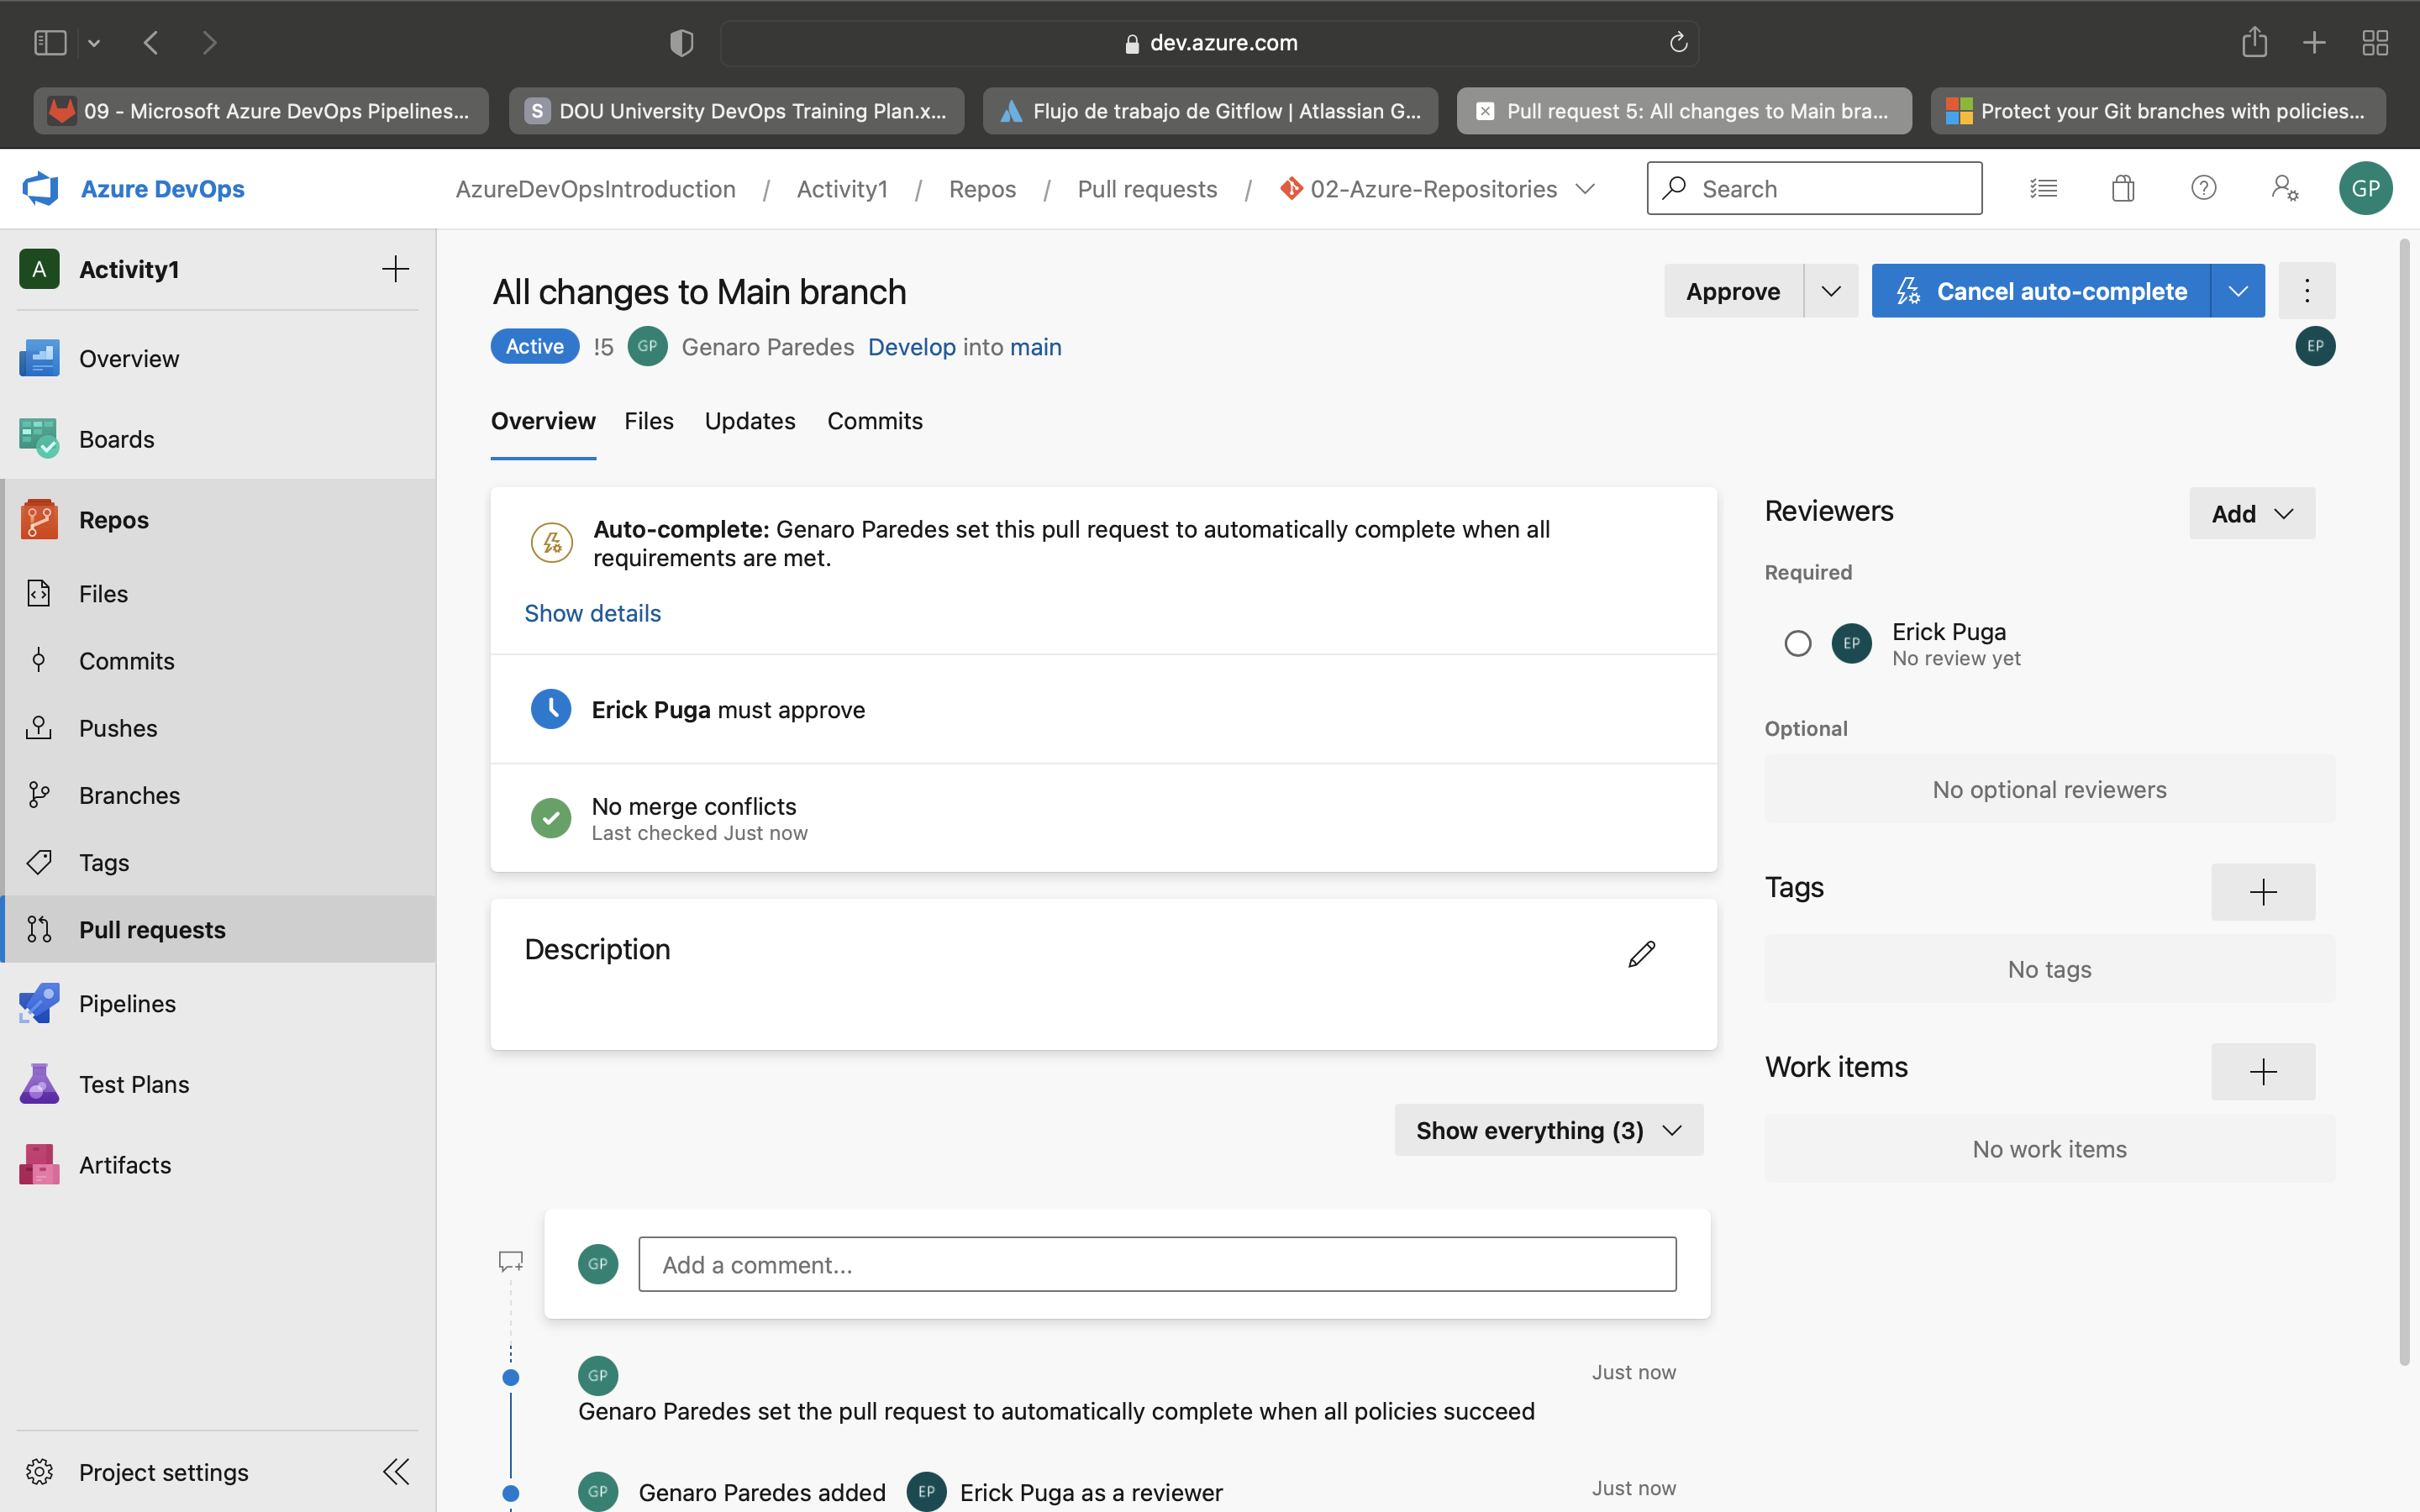 dev.azure.com
09 - Microsoft Azure DevOps Pipelines...
S DOU University DevOps Training Plan.x...
Flujo de trabajo de Gitflow | Atlassian G...
Pull request 5: All changes to Main bra...
Protect your Git branches with policies...
Azure DevOps
AzureDevOpsIntroduction / Activity1 / Repos / Pull requests / 02-Azure-Repositories
Search
GP
A Activity1
Overview
Boards
Repos
Files
Commits
Pushes
Branches
Tags
Pull requests
Pipelines
Test Plans
Artifacts
Project settings
All changes to Main branch
Approve
Cancel auto-complete
Active !5 GP Genaro Paredes Develop into main
EP
Overview Files Updates Commits
Auto-complete: Genaro Paredes set this pull request to automatically complete when all
requirements are met.
Show details
Erick Puga must approve
No merge conflicts
Last checked Just now
Description
Show everything (3)
GP Add a comment...
GP Just now
Genaro Paredes set the pull request to automatically complete when all policies succeed
GP Genaro Paredes added EP Erick Puga as a reviewer Just now
Reviewers
Add
Required
EP Erick Puga
No review yet
Optional
No optional reviewers
Tags
No tags
Work items
No work items